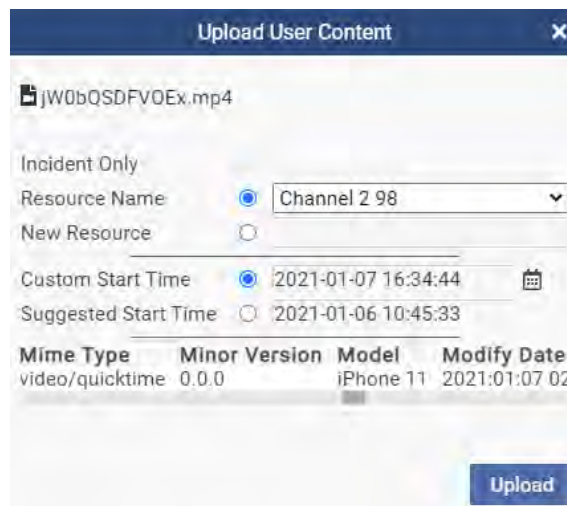 Upload User Content ×
jW0bQSDFVOEx.mp4
Incident Only
Resource Name Channel 2 98
New Resource
Custom Start Time 2021-01-07 16:34:44
Suggested Start Time 2021-01-06 10:45:33
Mime Type Minor Version Model Modify Date
video/quicktime 0.0.0 iPhone 11 2021:01:07 02
Upload